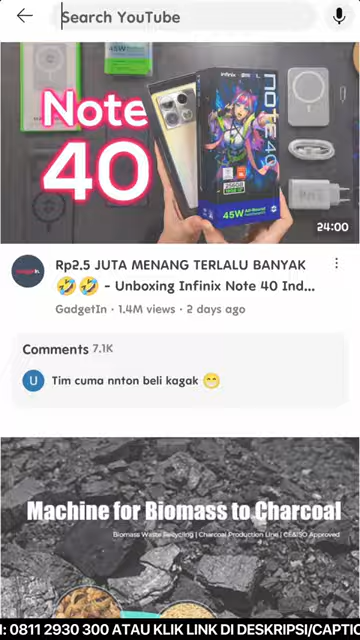 Search YouTube
Note
40
infinix
NOTE 40
256GB
45W
24:00
Rp2.5 JUTA MENANG TERLALU BANYAK
🤣🤣 - Unboxing Infinix Note 40 Ind...
GadgetIn · 1.4M views · 2 days ago
Comments 7.1K
U
Tim cuma nnton beli kagak 😁
Machine for Biomass to Charcoal
Biomass Waste Recycling | Charcoal Production Line | CE&ISO Approved
: 0811 2930 300 ATAU KLIK LINK DI DESKRIPSI/CAPTIO